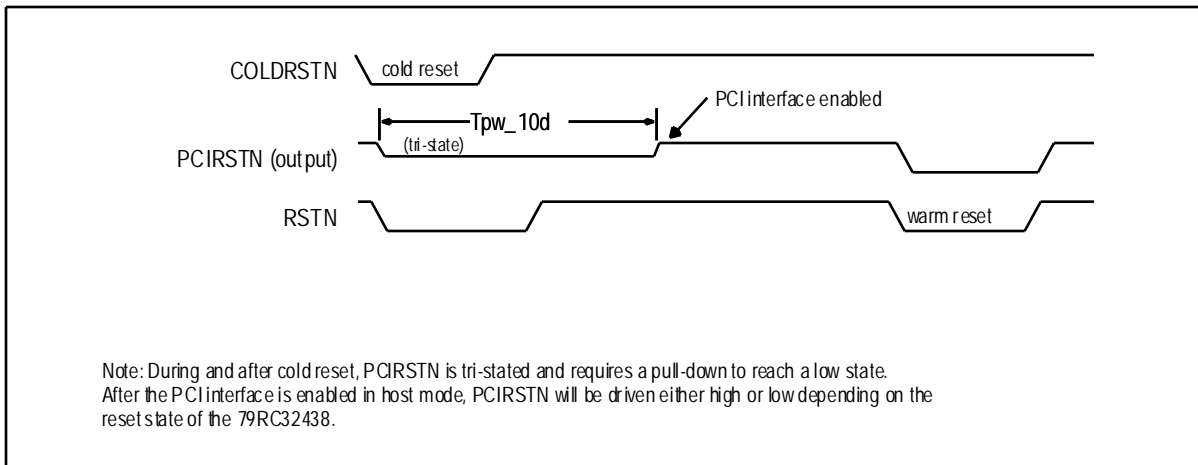 COLDRSTN
cold reset
PCI interface enabled
Tpw_10d
PCIRSTN (output)
(tri-state)
RSTN
warm reset
Note: During and after cold reset, PCIRSTN is tri-stated and requires a pull-down to reach a low state.
After the PCI interface is enabled in host mode, PCIRSTN will be driven either high or low depending on the
reset state of the 79RC32438.